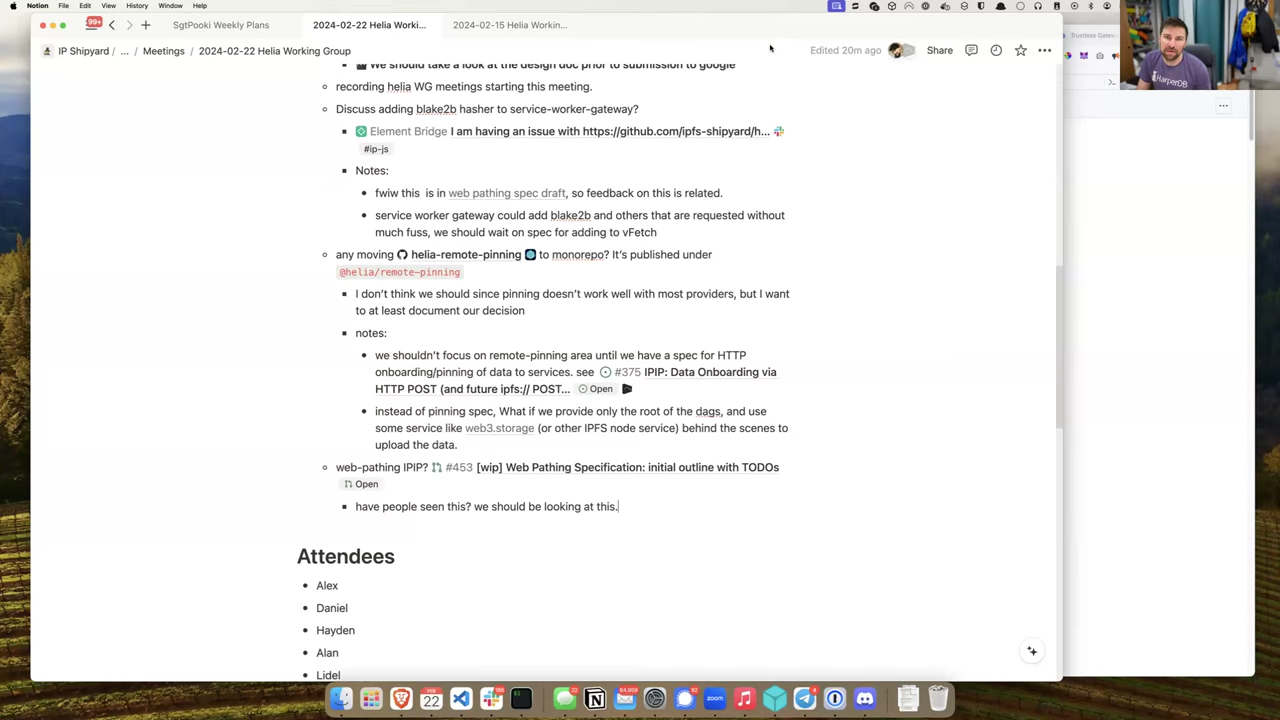 Notion File Edit View History Window Help
99+ SgtPooki Weekly Plans 2024-02-22 Helia Worki... 2024-02-15 Helia Workin...
IP Shipyard / ... / Meetings / 2024-02-22 Helia Working Group Edited 20m ago Share
Trustless Gatew
We should take a look at the design doc prior to submission to google
HarperDB
recording helia WG meetings starting this meeting.
Discuss adding blake2b hasher to service-worker-gateway?
Element Bridge I am having an issue with https://github.com/ipfs-shipyard/h...
#ip-js
Notes:
fwiw this is in web pathing spec draft, so feedback on this is related.
service worker gateway could add blake2b and others that are requested without
much fuss, we should wait on spec for adding to vFetch
any moving helia-remote-pinning to monorepo? It's published under
@helia/remote-pinning
I don't think we should since pinning doesn't work well with most providers, but I want
to at least document our decision
notes:
we shouldn't focus on remote-pinning area until we have a spec for HTTP
onboarding/pinning of data to services. see #375 IPIP: Data Onboarding via
HTTP POST (and future ipfs:// POST... Open
instead of pinning spec, What if we provide only the root of the dags, and use
some service like web3.storage (or other IPFS node service) behind the scenes to
upload the data.
web-pathing IPIP? #453 [wip] Web Pathing Specification: initial outline with TODOs
Open
have people seen this? we should be looking at this.
Attendees
Alex
Daniel
Hayden
Alan
Lidel
FEB
22